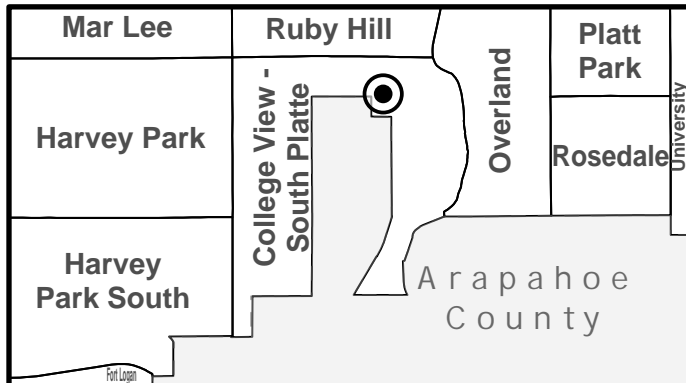 Mar Lee
Ruby Hill
Platt
Park
University
Overland
College View -
South Platte
Harvey Park
Rosedale
Harvey
Park South
Arapahoe
County
Fort Logan